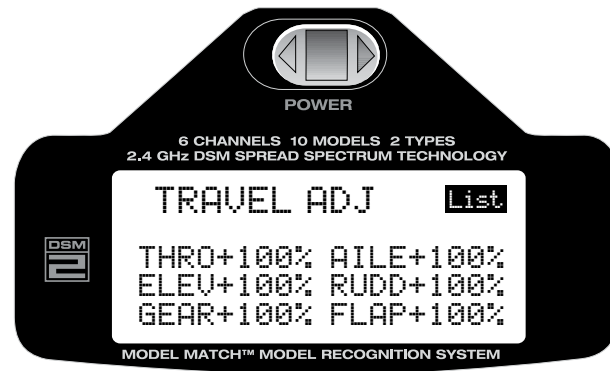 POWER
6 CHANNELS 10 MODELS 2 TYPES
2.4 GHz DSM SPREAD SPECTRUM TECHNOLOGY
TRAVEL ADJ List
DSM
2
THRO+100% AILE+100%
ELEV+100% RUDD+100%
GEAR+100% FLAP+100%
MODEL MATCH™ MODEL RECOGNITION SYSTEM